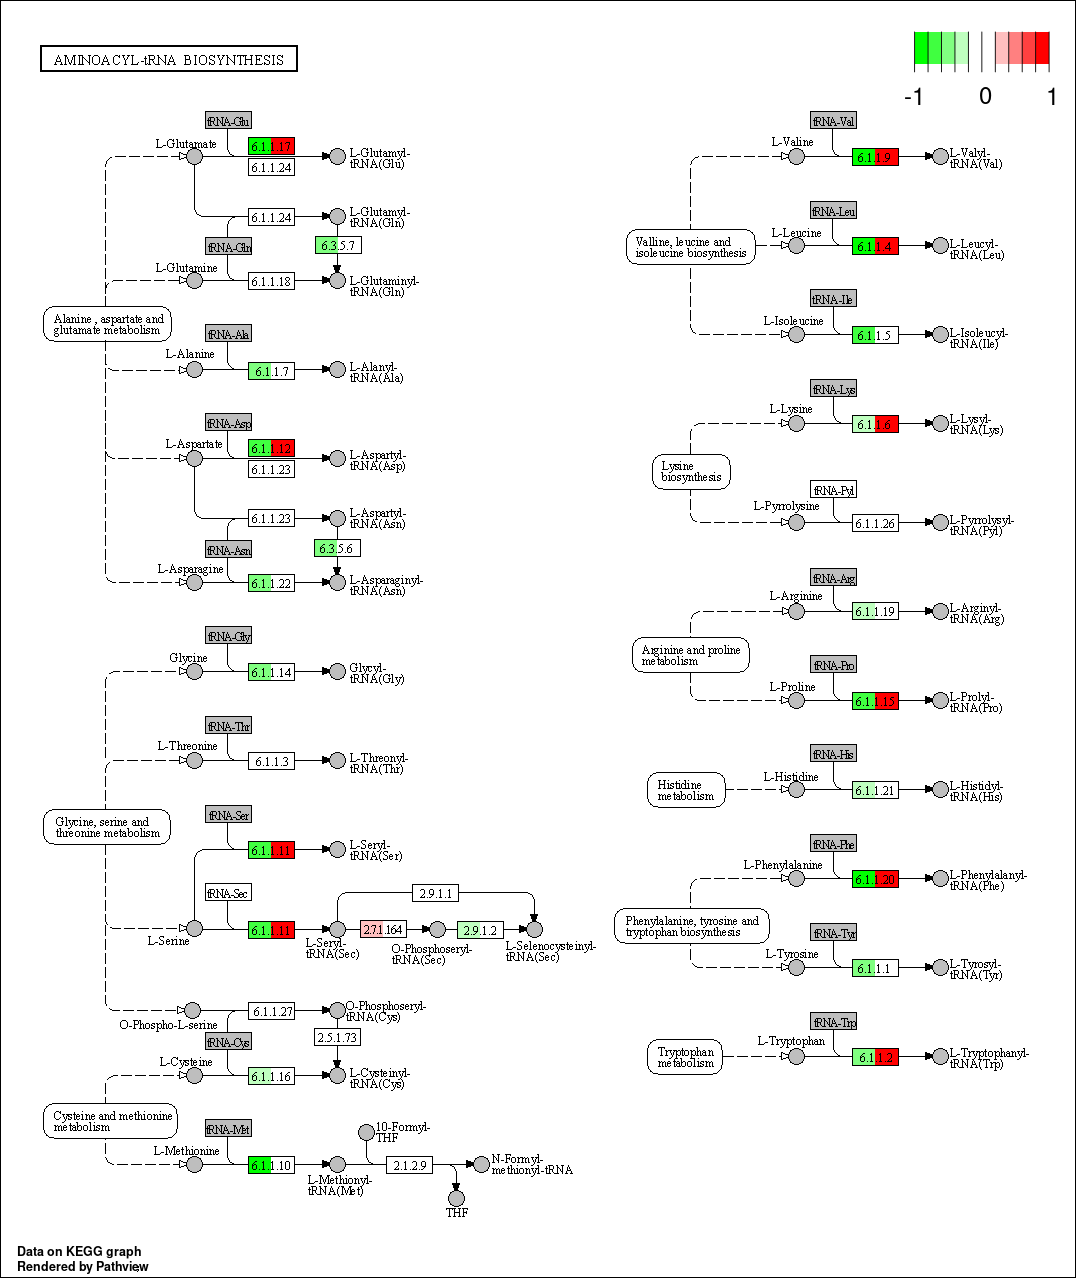 AMINOACYL-tRNA BIOSYNTHESIS
-1
0
1
tRNA-Glu
L-Glutamate
6.1.1.17
6.1.1.24
L-Glutamyl-
tRNA(Glu)
6.1.1.24
L-Glutamyl-
tRNA(Gln)
tRNA-Gln
6.3.5.7
L-Glutamine
6.1.1.18
L-Glutaminyl-
tRNA(Gln)
Alanine , aspartate and
glutamate metabolism
tRNA-Ala
L-Alanine
6.1.1.7
L-Alanyl-
tRNA(Ala)
tRNA-Asp
L-Aspartate
6.1.1.12
6.1.1.23
L-Aspartyl-
tRNA(Asp)
6.1.1.23
L-Aspartyl-
tRNA(Asn)
tRNA-Asn
6.3.5.6
L-Asparagine
6.1.1.22
L-Asparaginyl-
tRNA(Asn)
tRNA-Gly
Glycine
6.1.1.14
Glycyl-
tRNA(Gly)
tRNA-Thr
L-Threonine
6.1.1.3
L-Threonyl-
tRNA(Thr)
Glycine, serine and
threonine metabolism
tRNA-Ser
6.1.1.11
L-Seryl-
tRNA(Ser)
tRNA-Sec
2.9.1.1
L-Serine
6.1.1.11
L-Seryl-
tRNA(Sec)
2.7.1.164
O-Phosphoseryl-
tRNA(Sec)
2.9.1.2
L-Selenocysteinyl-
tRNA(Sec)
O-Phospho-L-serine
6.1.1.27
O-Phosphoseryl-
tRNA(Cys)
tRNA-Cys
2.5.1.73
L-Cysteine
6.1.1.16
L-Cysteinyl-
tRNA(Cys)
Cysteine and methionine
metabolism
tRNA-Met
L-Methionine
6.1.1.10
L-Methionyl-
tRNA(Met)
10-Formyl-
THF
2.1.2.9
N-Formyl-
methionyl-tRNA
THF
tRNA-Val
L-Valine
6.1.1.9
L-Valyl-
tRNA(Val)
tRNA-Leu
Valline, leucine and
isoleucine biosynthesis
L-Leucine
6.1.1.4
L-Leucyl-
tRNA(Leu)
tRNA-Ile
L-Isoleucine
6.1.1.5
L-Isoleucyl-
tRNA(Ile)
tRNA-Lys
L-Lysine
6.1.1.6
L-Lysyl-
tRNA(Lys)
Lysine
biosynthesis
tRNA-Pyl
L-Pyrrolysine
6.1.1.26
L-Pyrrolysyl-
tRNA(Pyl)
tRNA-Arg
L-Arginine
6.1.1.19
L-Arginyl-
tRNA(Arg)
Arginine and proline
metabolism
tRNA-Pro
L-Proline
6.1.1.15
L-Prolyl-
tRNA(Pro)
tRNA-His
Histidine
metabolism
L-Histidine
6.1.1.21
L-Histidyl-
tRNA(His)
tRNA-Phe
L-Phenylalanine
6.1.1.20
L-Phenylalanyl-
tRNA(Phe)
Phenylalanine, tyrosine and
tryptophan biosynthesis
tRNA-Tyr
L-Tyrosine
6.1.1.1
L-Tyrosyl-
tRNA(Tyr)
tRNA-Trp
Tryptophan
metabolism
L-Tryptophan
6.1.1.2
L-Tryptophanyl-
tRNA(Trp)
Data on KEGG graph
Rendered by Pathview